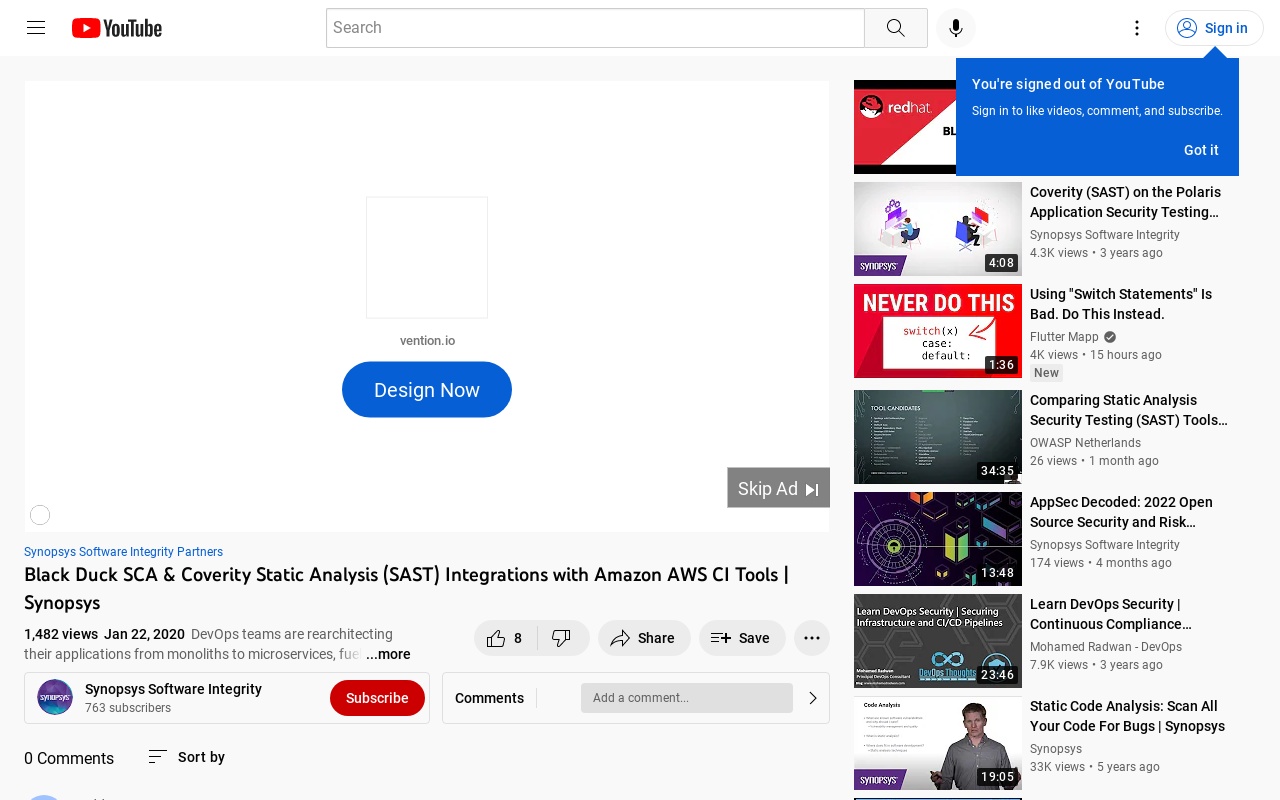 YouTube
Search
Sign in
You're signed out of YouTube
Sign in to like videos, comment, and subscribe.
Got it
vention.io
Design Now
Skip Ad
Synopsys Software Integrity Partners
Black Duck SCA & Coverity Static Analysis (SAST) Integrations with Amazon AWS CI Tools |
Synopsys
1,482 views Jan 22, 2020 DevOps teams are rearchitecting
their applications from monoliths to microservices, fue ...more
8
Share
Save
SYNOPSYS
Synopsys Software Integrity
763 subscribers
Subscribe
Comments
Add a comment...
0 Comments
Sort by
redhat.
BL
SYNOPSYS
4:08
Coverity (SAST) on the Polaris
Application Security Testing…
Synopsys Software Integrity
4.3K views • 3 years ago
NEVER DO THIS
switch(x)
case:
default:
1:36
Using "Switch Statements" Is
Bad. Do This Instead.
Flutter Mapp
4K views • 15 hours ago
New
TOOL CANDIDATES
34:35
Comparing Static Analysis
Security Testing (SAST) Tools…
OWASP Netherlands
26 views • 1 month ago
13:48
AppSec Decoded: 2022 Open
Source Security and Risk…
Synopsys Software Integrity
174 views • 4 months ago
Learn DevOps Security | Securing
Infrastructure and CI/CD Pipelines
Mohamed Radwan
Principal DevOps Consultant
DevOps Thoughts
23:46
Learn DevOps Security |
Continuous Compliance…
Mohamed Radwan - DevOps
7.9K views • 3 years ago
Code Analysis
SYNOPSYS
19:05
Static Code Analysis: Scan All
Your Code For Bugs | Synopsys
Synopsys
33K views • 5 years ago